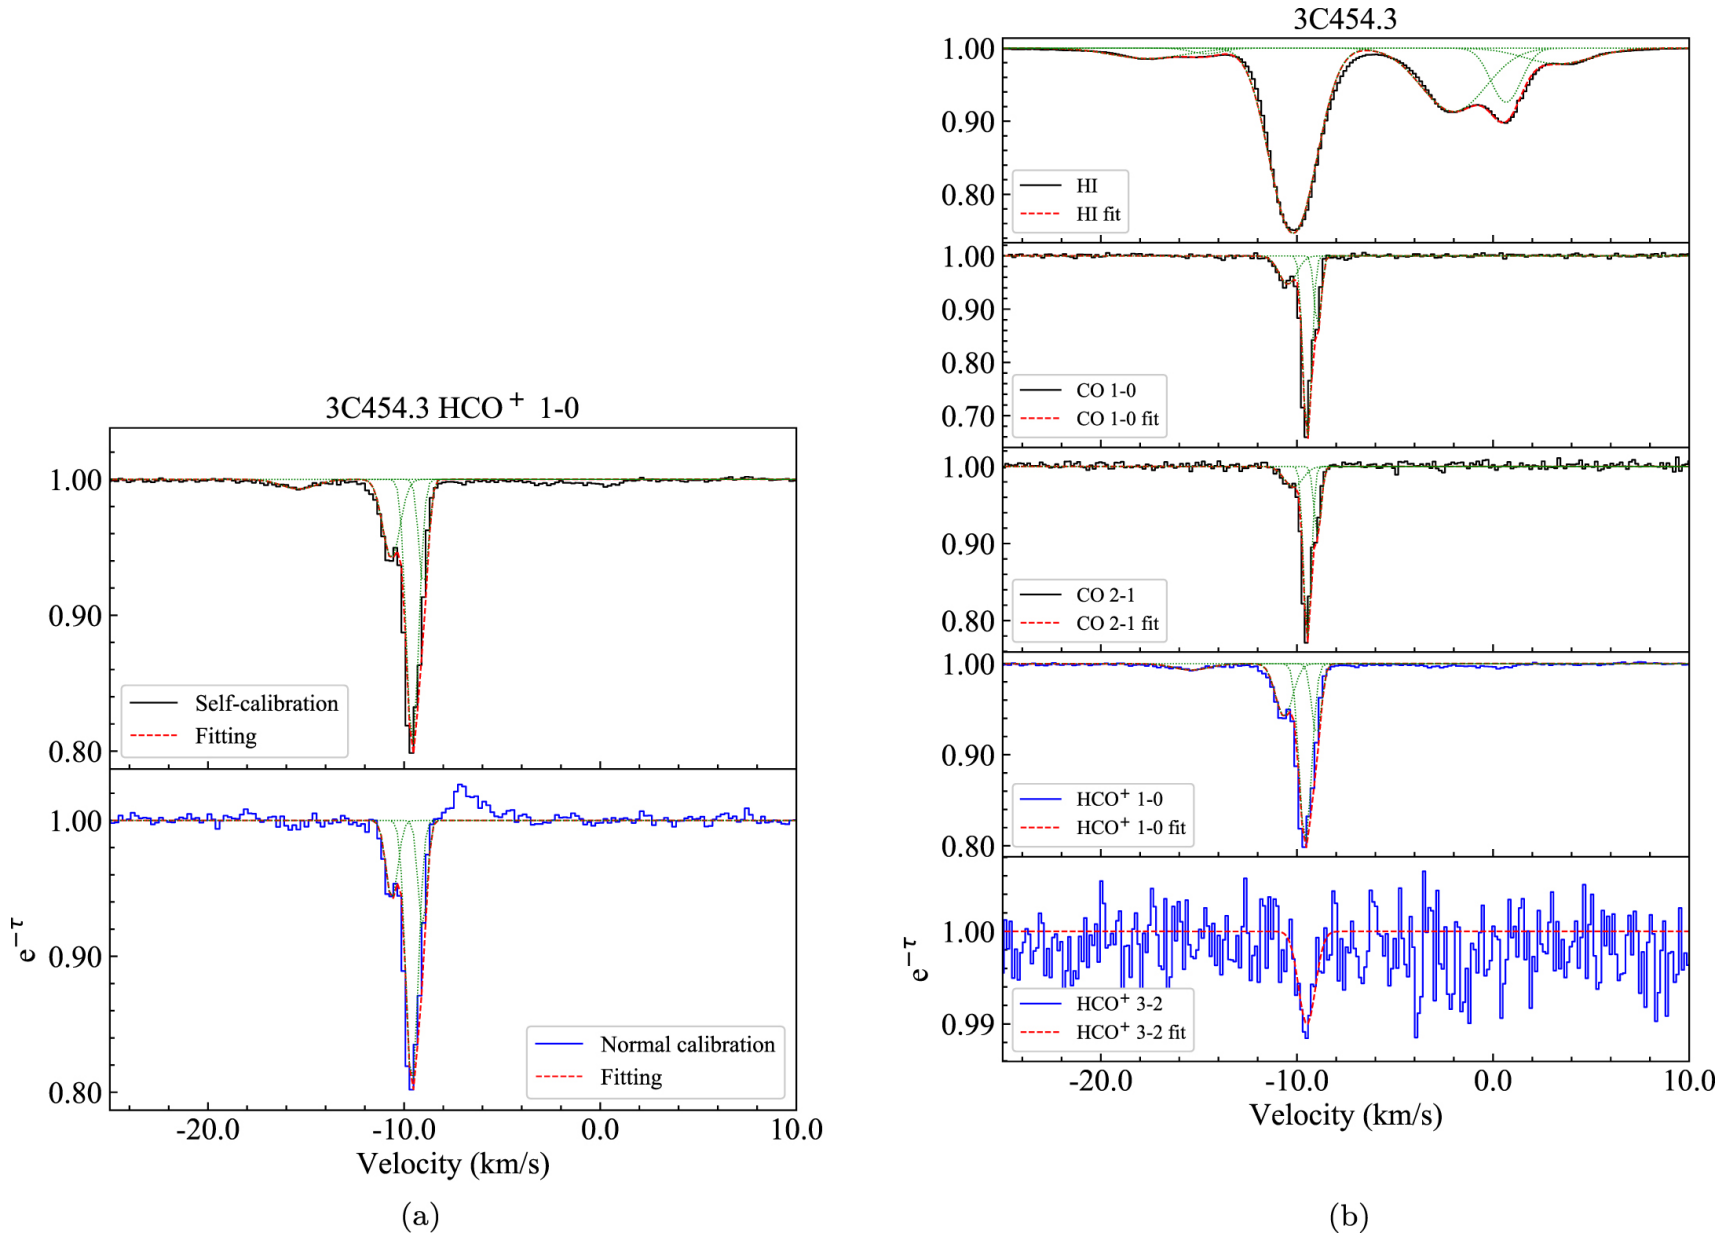 3C454.3 HCO⁺ 1-0
1.00
0.90
0.80
Self-calibration
Fitting
1.00
0.90
0.80
Normal calibration
Fitting
e⁻τ
-20.0 -10.0 0.0 10.0
Velocity (km/s)
(a)
3C454.3
1.00
0.90
0.80
HI
HI fit
1.00
0.90
0.80
0.70
CO 1-0
CO 1-0 fit
1.00
0.90
0.80
CO 2-1
CO 2-1 fit
1.00
0.90
0.80
HCO⁺ 1-0
HCO⁺ 1-0 fit
1.00
0.99
HCO⁺ 3-2
HCO⁺ 3-2 fit
e⁻τ
-20.0 -10.0 0.0 10.0
Velocity (km/s)
(b)